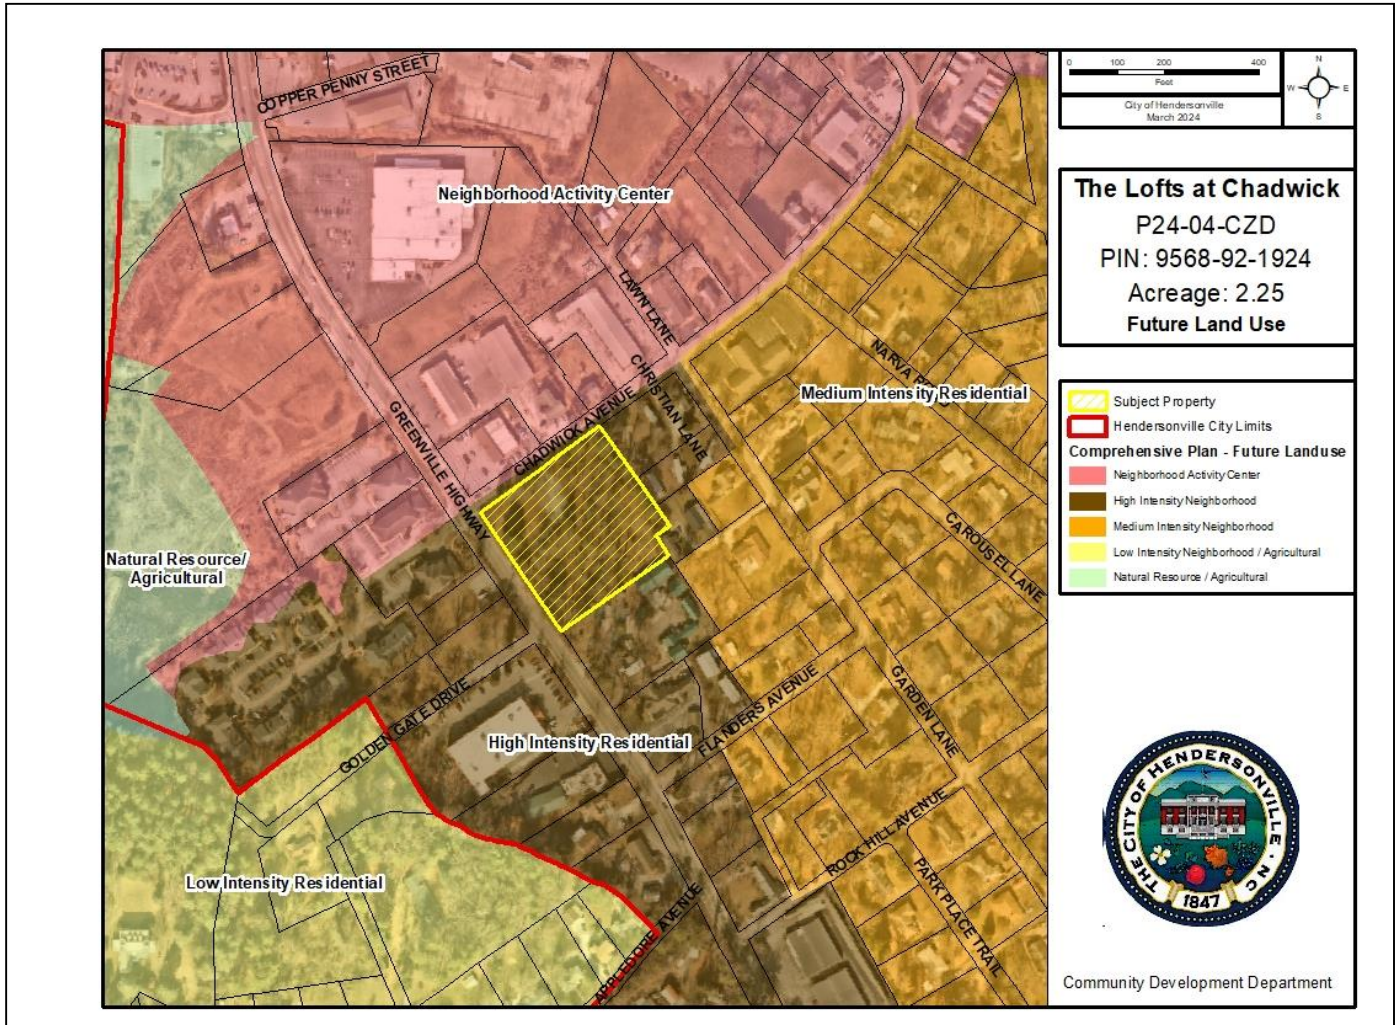 COPPER PENNY STREET
Neighborhood Activity Center
LAWN LANE
CHRISTIAN LANE
CHADWICK AVENUE
GREENVILLE HIGHWAY
NARVA
Medium Intensity Residential
CAROUSEL LANE
Natural Resource/
Agricultural
GOLDEN GATE DRIVE
High Intensity Residential
FLANDERS AVENUE
GARDEN LANE
Low Intensity Residential
ROCK HILL AVENUE
PARK PLACE TRAIL
APPLEDORE AVENUE
0 100 200 400
Feet
City of Hendersonville
March 2024
N
W E
S
The Lofts at Chadwick
P24-04-CZD
PIN: 9568-92-1924
Acreage: 2.25
Future Land Use
Subject Property
Hendersonville City Limits
Comprehensive Plan - Future Landuse
Neighborhood Activity Center
High Intensity Neighborhood
Medium Intensity Neighborhood
Low Intensity Neighborhood / Agricultural
Natural Resource / Agricultural
THE CITY OF HENDERSONVILLE • NC
1847
Community Development Department